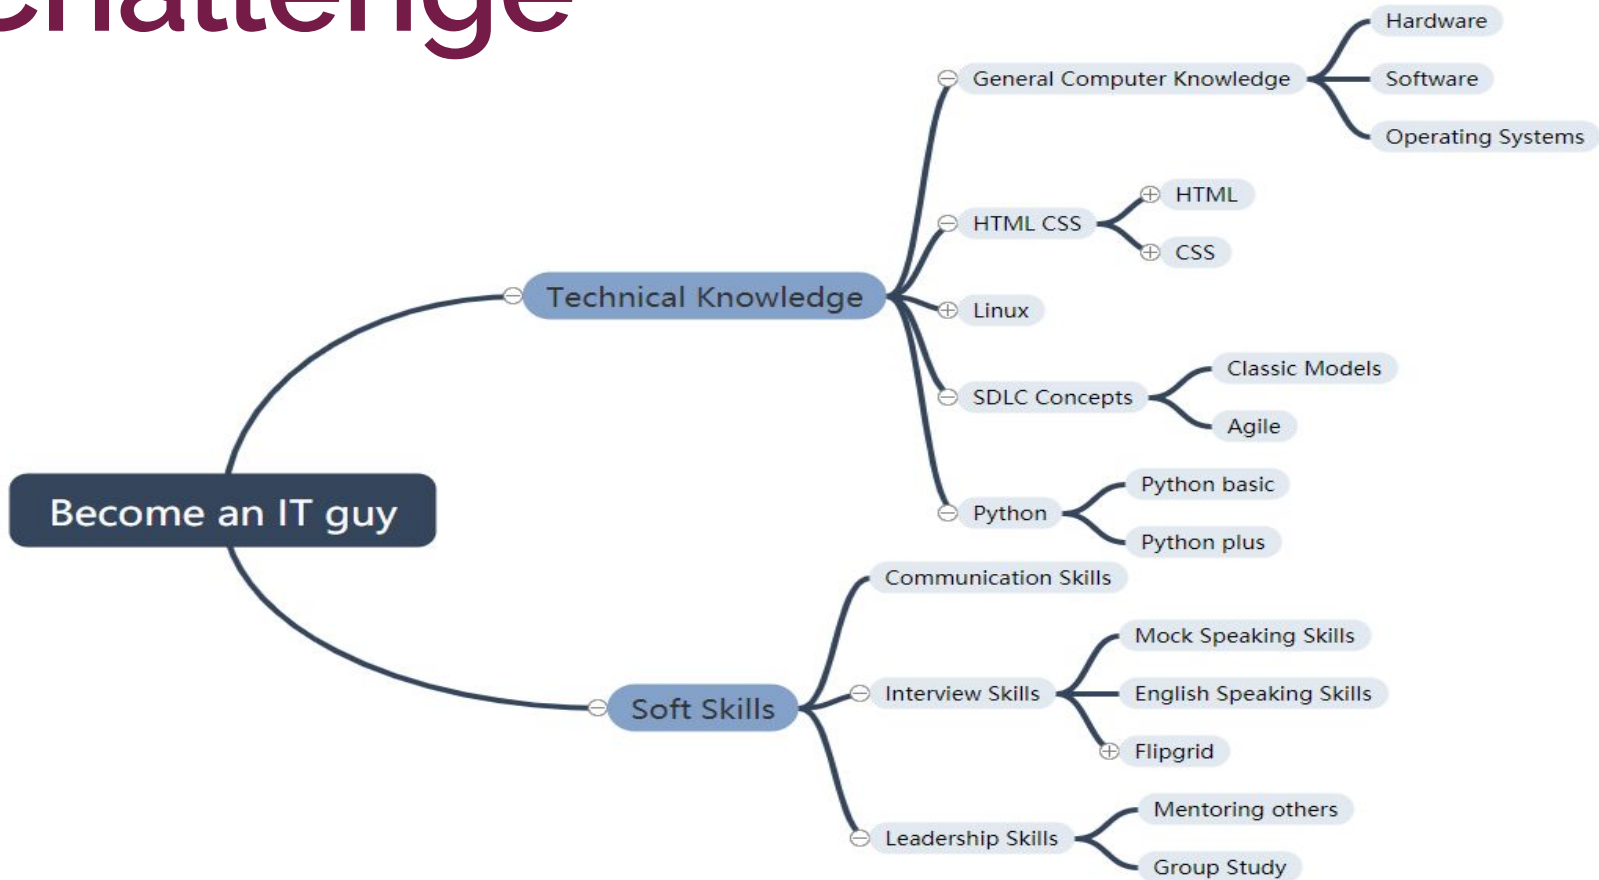 Challenge
Become an IT guy
Technical Knowledge
General Computer Knowledge
Hardware
Software
Operating Systems
HTML CSS
HTML
CSS
Linux
SDLC Concepts
Classic Models
Agile
Python
Python basic
Python plus
Soft Skills
Communication Skills
Interview Skills
Mock Speaking Skills
English Speaking Skills
Flipgrid
Leadership Skills
Mentoring others
Group Study